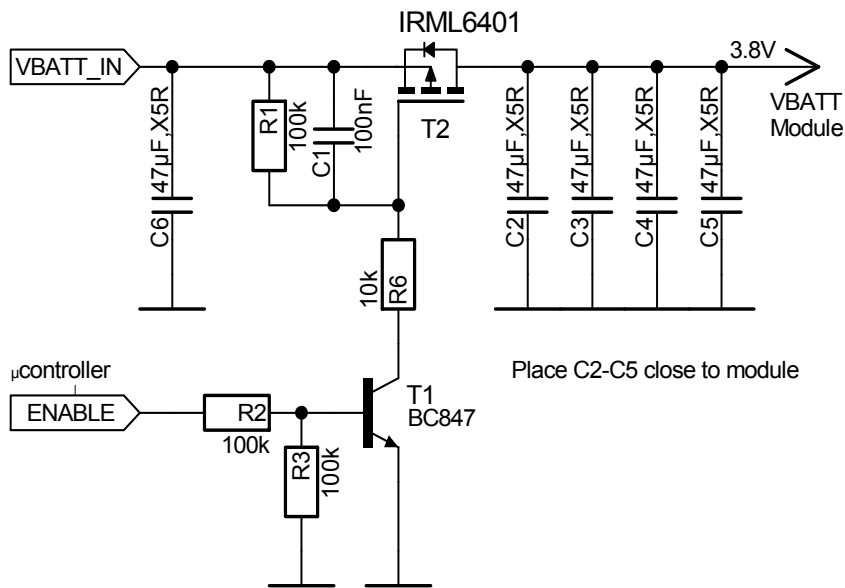 IRML6401
VBATT_IN
3.8V
VBATT
Module
R1
100k
C1
100nF
T2
C6
47µF,X5R
C2
47µF,X5R
C3
47µF,X5R
C4
47µF,X5R
C5
47µF,X5R
10k
R6
µcontroller
ENABLE
R2
100k
R3
100k
T1
BC847
Place C2-C5 close to module